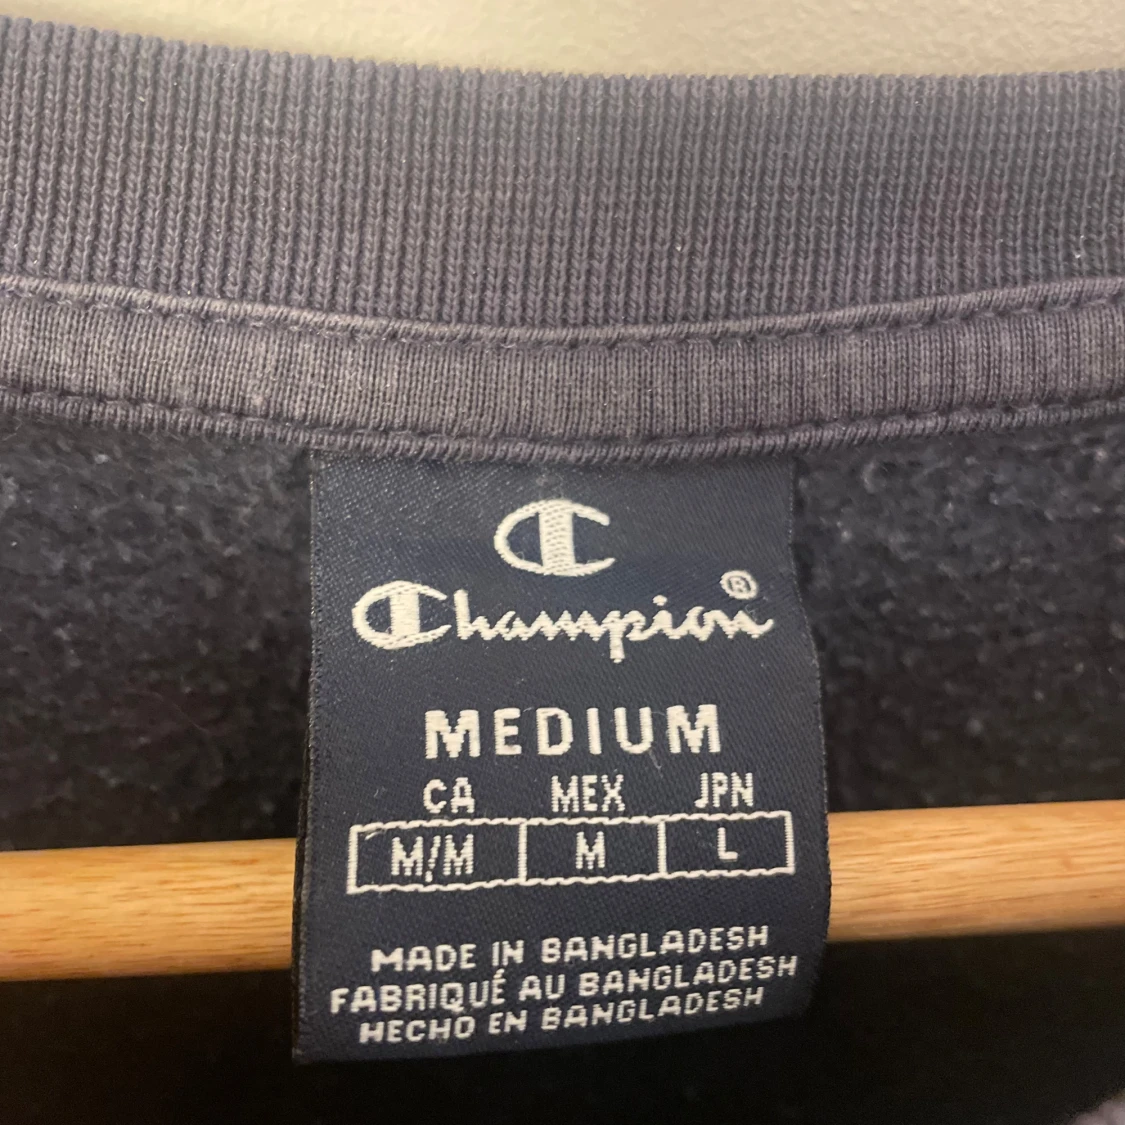 Champion®
MEDIUM
CA MEX JPN
M/M M L
MADE IN BANGLADESH
FABRIQUÉ AU BANGLADESH
HECHO EN BANGLADESH